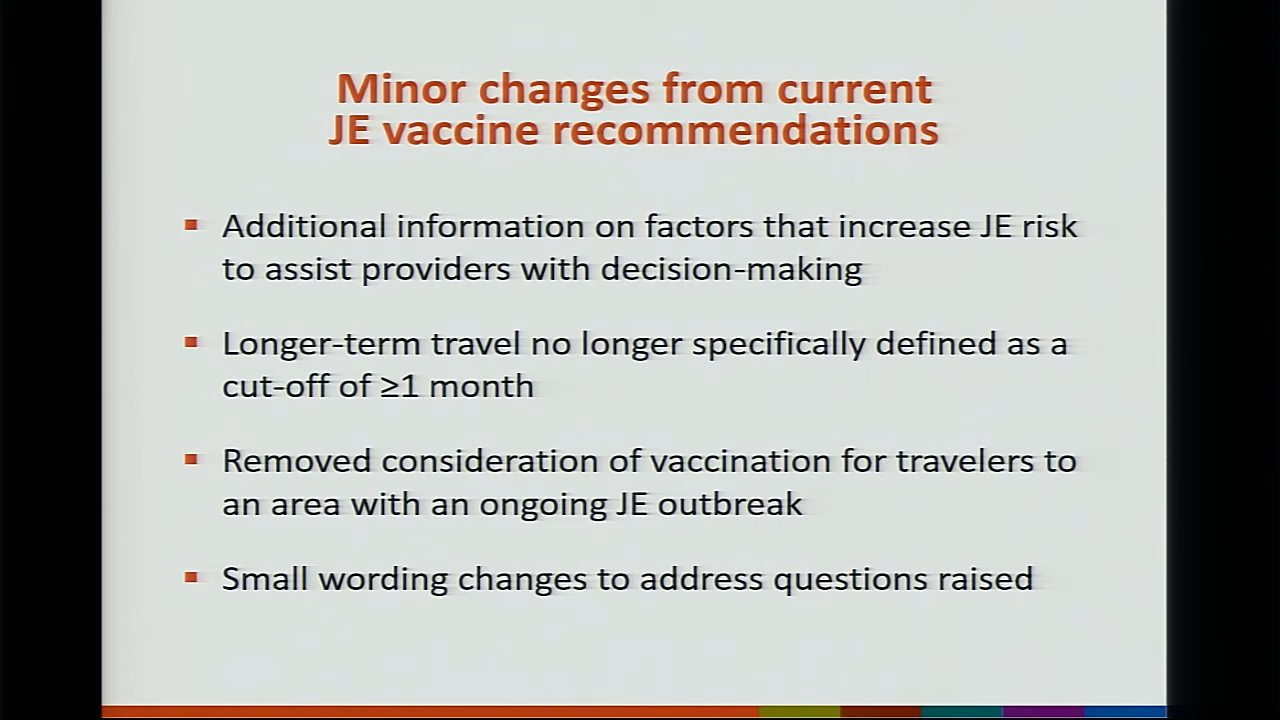 Minor changes from current
JE vaccine recommendations
Additional information on factors that increase JE risk
to assist providers with decision-making
Longer-term travel no longer specifically defined as a
cut-off of ≥1 month
Removed consideration of vaccination for travelers to
an area with an ongoing JE outbreak
Small wording changes to address questions raised